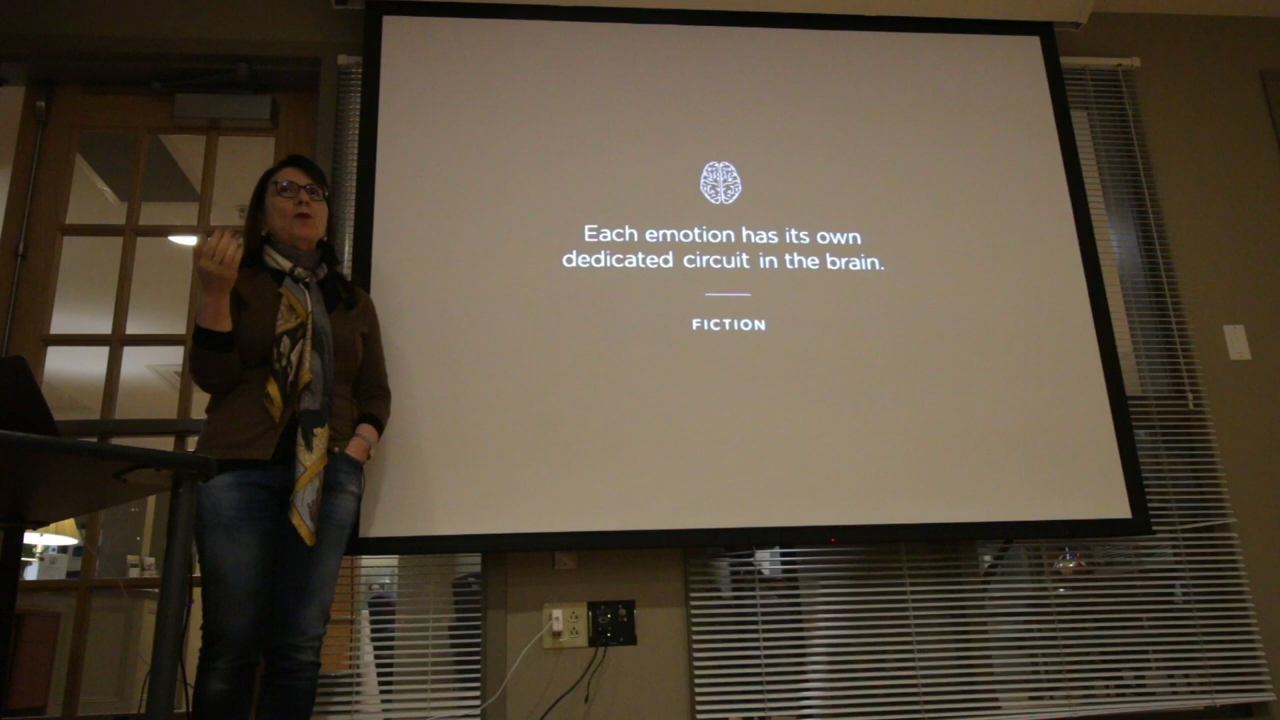 Each emotion has its own
dedicated circuit in the brain.
FICTION